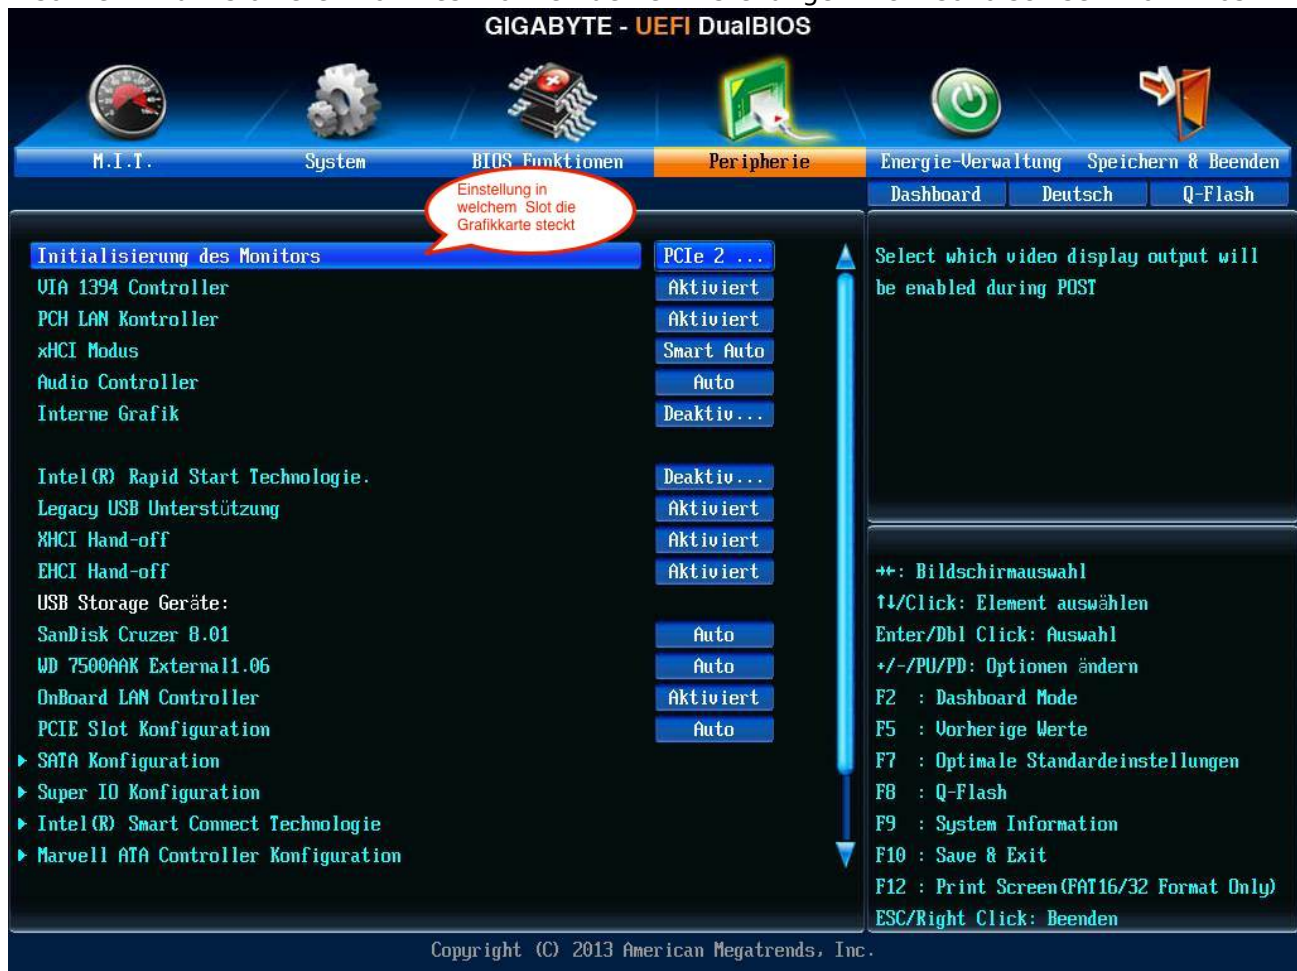 GIGABYTE - UEFI DualBIOS
M.I.T. System BIOS Funktionen Peripherie Energie-Verwaltung Speichern & Beenden
Dashboard Deutsch Q-Flash
Einstellung in
welchem Slot die
Grafikkarte steckt
Initialisierung des Monitors PCIe 2 ...
VIA 1394 Controller Aktiviert
PCH LAN Kontroller Aktiviert
xHCI Modus Smart Auto
Audio Controller Auto
Interne Grafik Deaktiv...
Intel(R) Rapid Start Technologie. Deaktiv...
Legacy USB Unterstützung Aktiviert
XHCI Hand-off Aktiviert
EHCI Hand-off Aktiviert
USB Storage Geräte:
SanDisk Cruzer 8.01 Auto
WD 7500AAK External1.06 Auto
OnBoard LAN Controller Aktiviert
PCIE Slot Konfiguration Auto
SATA Konfiguration
Super IO Konfiguration
Intel(R) Smart Connect Technologie
Marvell ATA Controller Konfiguration
Select which video display output will
be enabled during POST
→←: Bildschirmauswahl
↑↓/Click: Element auswählen
Enter/Dbl Click: Auswahl
+/-/PU/PD: Optionen ändern
F2 : Dashboard Mode
F5 : Vorherige Werte
F7 : Optimale Standardeinstellungen
F8 : Q-Flash
F9 : System Information
F10 : Save & Exit
F12 : Print Screen(FAT16/32 Format Only)
ESC/Right Click: Beenden
Copyright (C) 2013 American Megatrends, Inc.